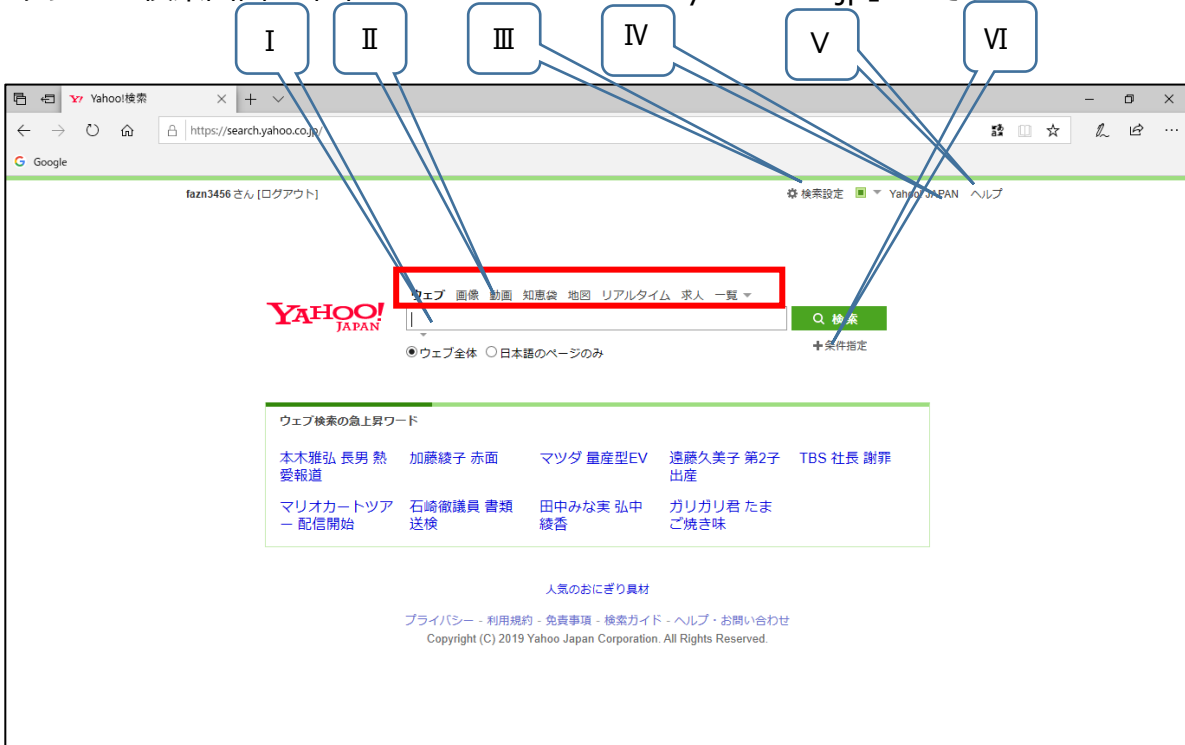 Ⅰ Ⅱ Ⅲ Ⅳ Ⅴ Ⅵ
Yahoo!検索
https://search.yahoo.co.jp/
Google
fazn3456 さん [ログアウト] 検索設定 Yahoo! JAPAN ヘルプ
ウェブ 画像 動画 知恵袋 地図 リアルタイム 求人 一覧
YAHOO! JAPAN
検索
ウェブ全体 日本語のページのみ
+条件指定
ウェブ検索の急上昇ワード
本木雅弘 長男 熱愛報道
加藤綾子 赤面
マツダ 量産型EV
遠藤久美子 第2子出産
TBS 社長 謝罪
マリオカートツアー 配信開始
石崎徹議員 書類送検
田中みな実 弘中綾香
ガリガリ君 たまご焼き味
人気のおにぎり具材
プライバシー - 利用規約 - 免責事項 - 検索ガイド - ヘルプ・お問い合わせ
Copyright (C) 2019 Yahoo Japan Corporation. All Rights Reserved.